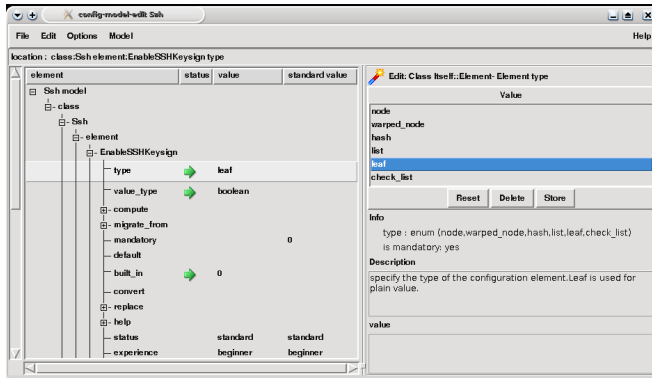 config-model-edit Ssh
File Edit Options Model Help
location : class:Ssh element:EnableSSHKeysign type
element status value standard value
Ssh model
class
Ssh
element
EnableSSHKeysign
type leaf
value_type boolean
compute
migrate_from
mandatory 0
default
built_in 0
convert
replace
help
status standard standard
experience beginner beginner
Edit: Class Itself::Element- Element type
Value
node
warped_node
hash
list
leaf
check_list
Reset Delete Store
Info
type : enum (node,warped_node,hash,list,leaf,check_list)
is mandatory: yes
Description
specify the type of the configuration element.Leaf is used for
plain value.
value